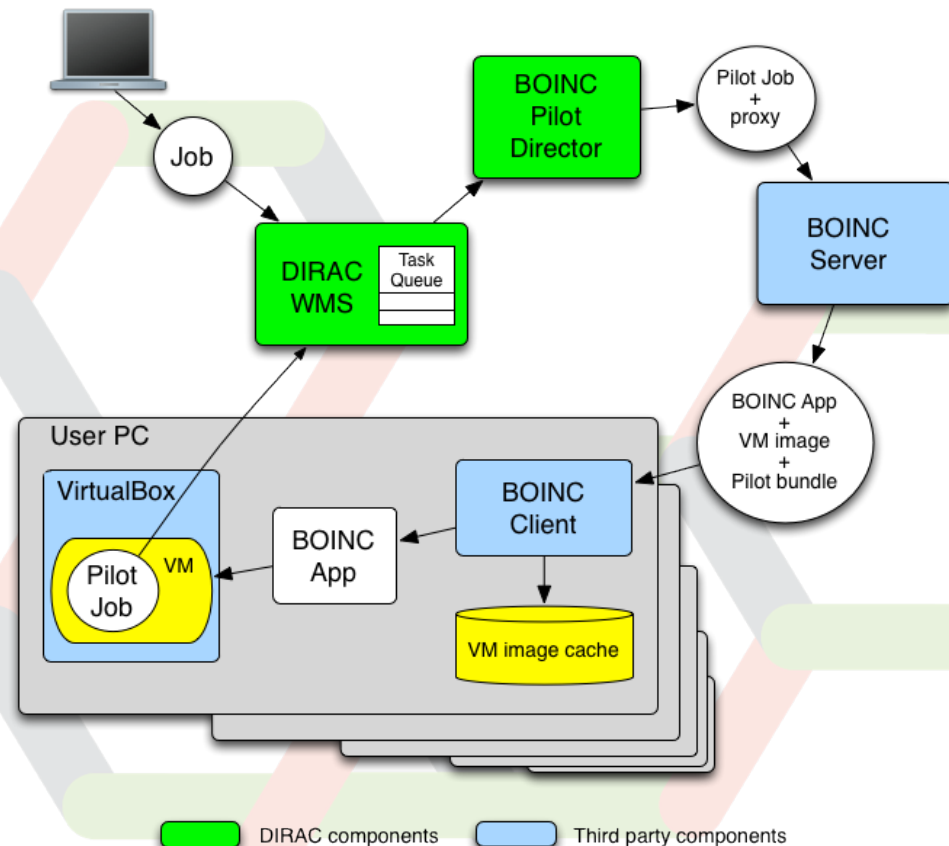 BOINC
Pilot
Director
Pilot Job
+
proxy
Job
BOINC
Server
DIRAC
WMS
Task
Queue
BOINC App
+
VM image
+
Pilot bundle
User PC
VirtualBox
VM
Pilot
Job
BOINC
App
BOINC
Client
VM image cache
DIRAC components
Third party components